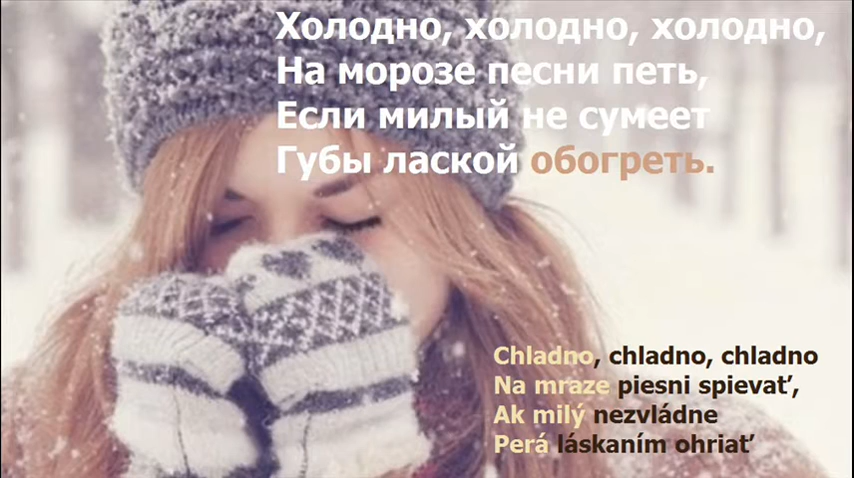 Холодно, холодно, холодно,
На морозе песни петь,
Если милый не сумеет
Губы лаской обогреть.
Chladno, chladno, chladno
Na mraze piesni spievať,
Ak milý nezvládne
Perá láskaním ohriať